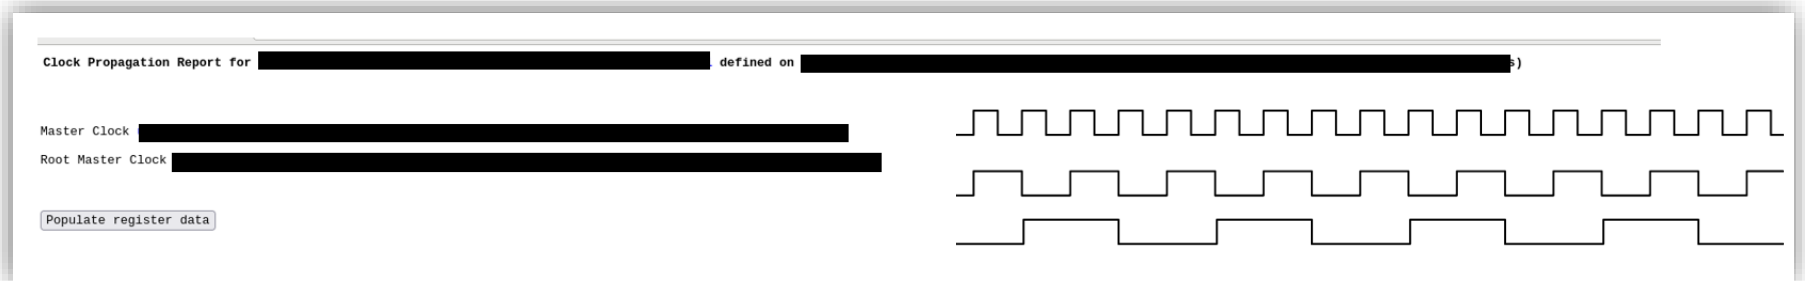 Clock Propagation Report for defined on s)
Master Clock
Root Master Clock
Populate register data